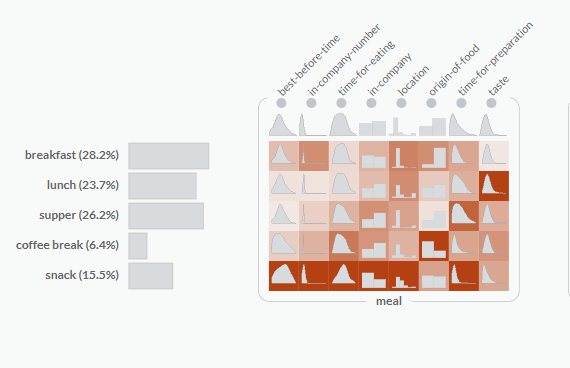 best-before-time
in-company-number
time-for-eating
in-company
location
origin-of-food
time-for-preparation
taste
breakfast (28.2%)
lunch (23.7%)
supper (26.2%)
coffee break (6.4%)
snack (15.5%)
meal